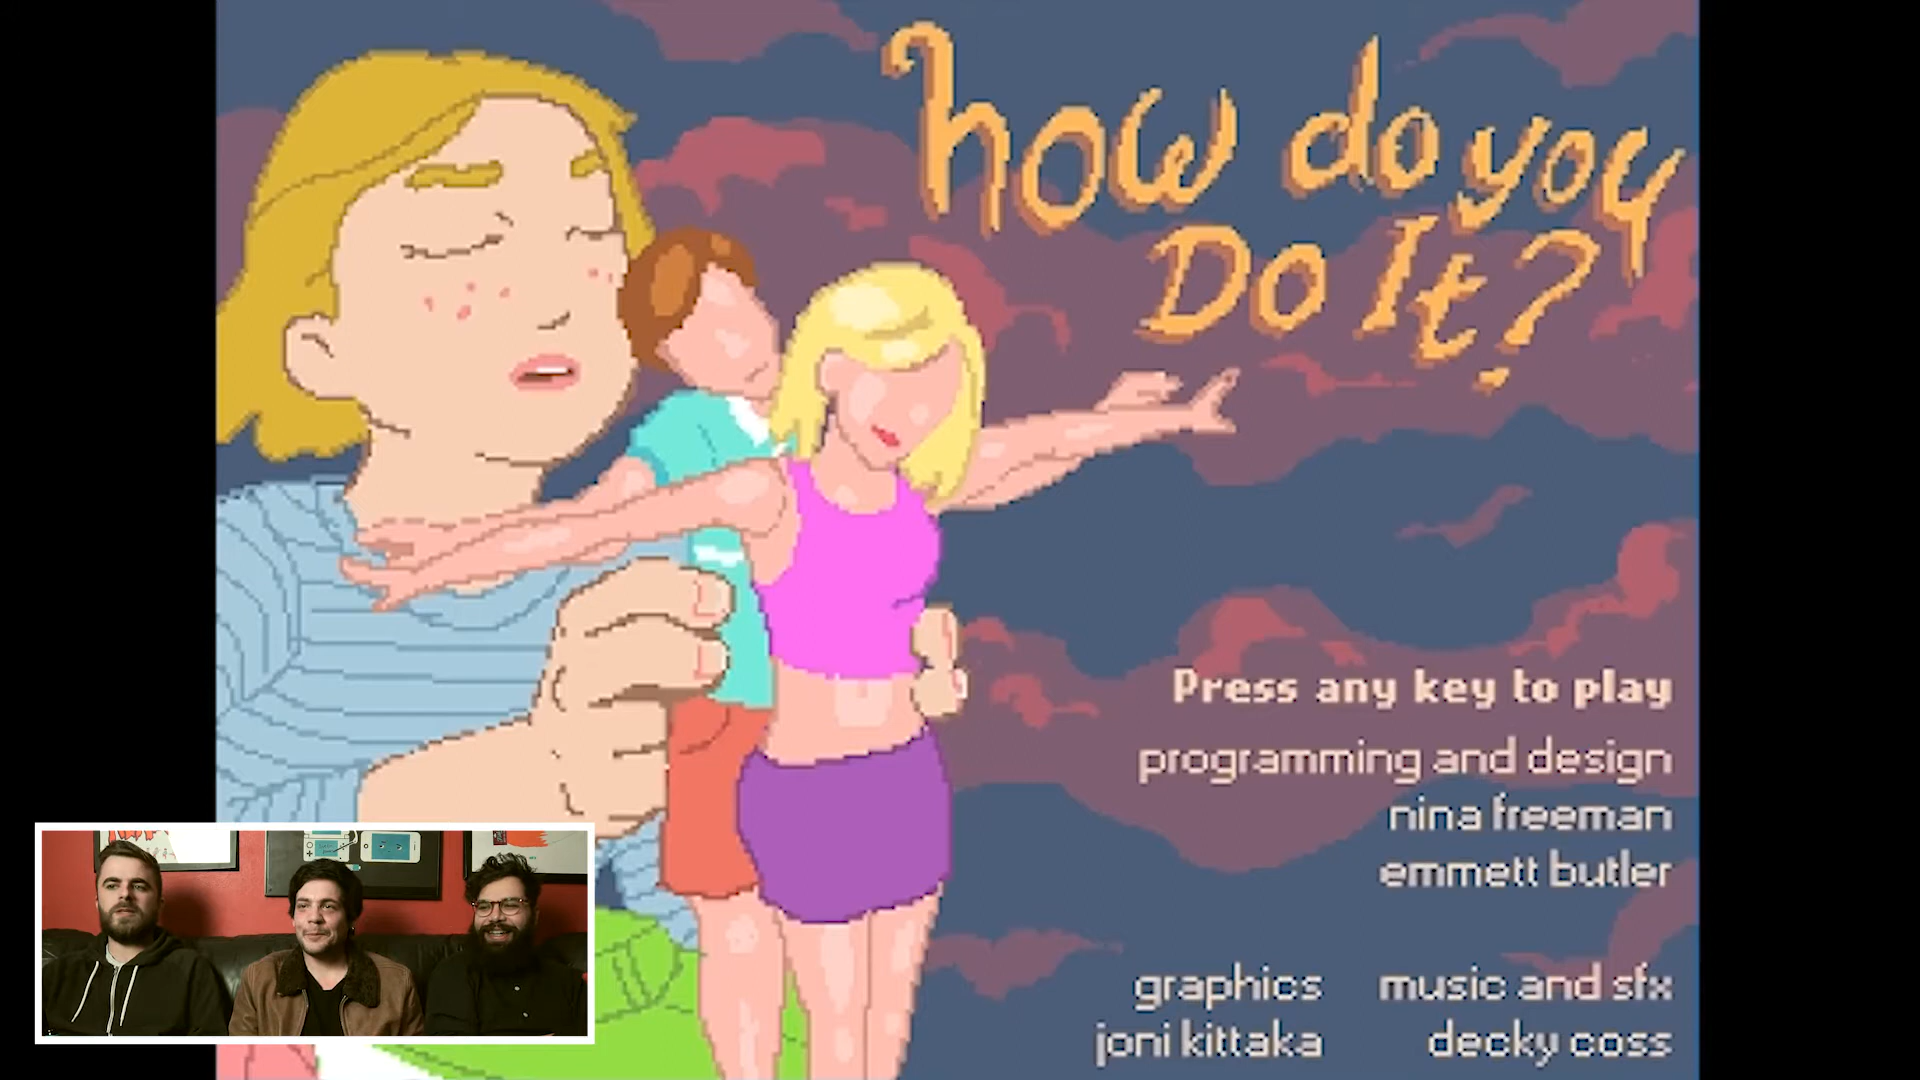 how do you
Do It?
Press any key to play
programming and design
nina freeman
emmett butler
graphics
joni kittaka
music and sfx
decky coss